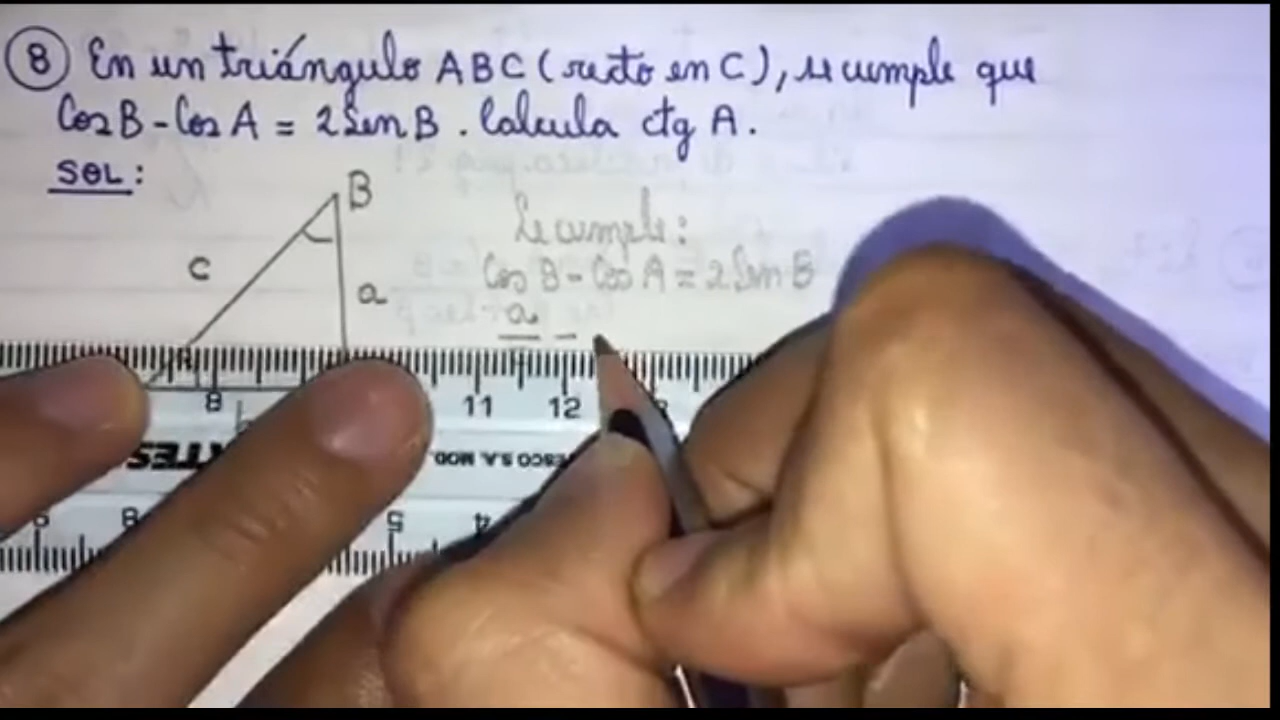 8 En un triángulo ABC (recto en C), se cumple que
Cos B - Cos A = 2 Sen B. Calcula ctg A.
SOL:
B
Se cumple:
c
Cos B - Cos A = 2 Sen B
a
a
-
8
11 12
8
5 4